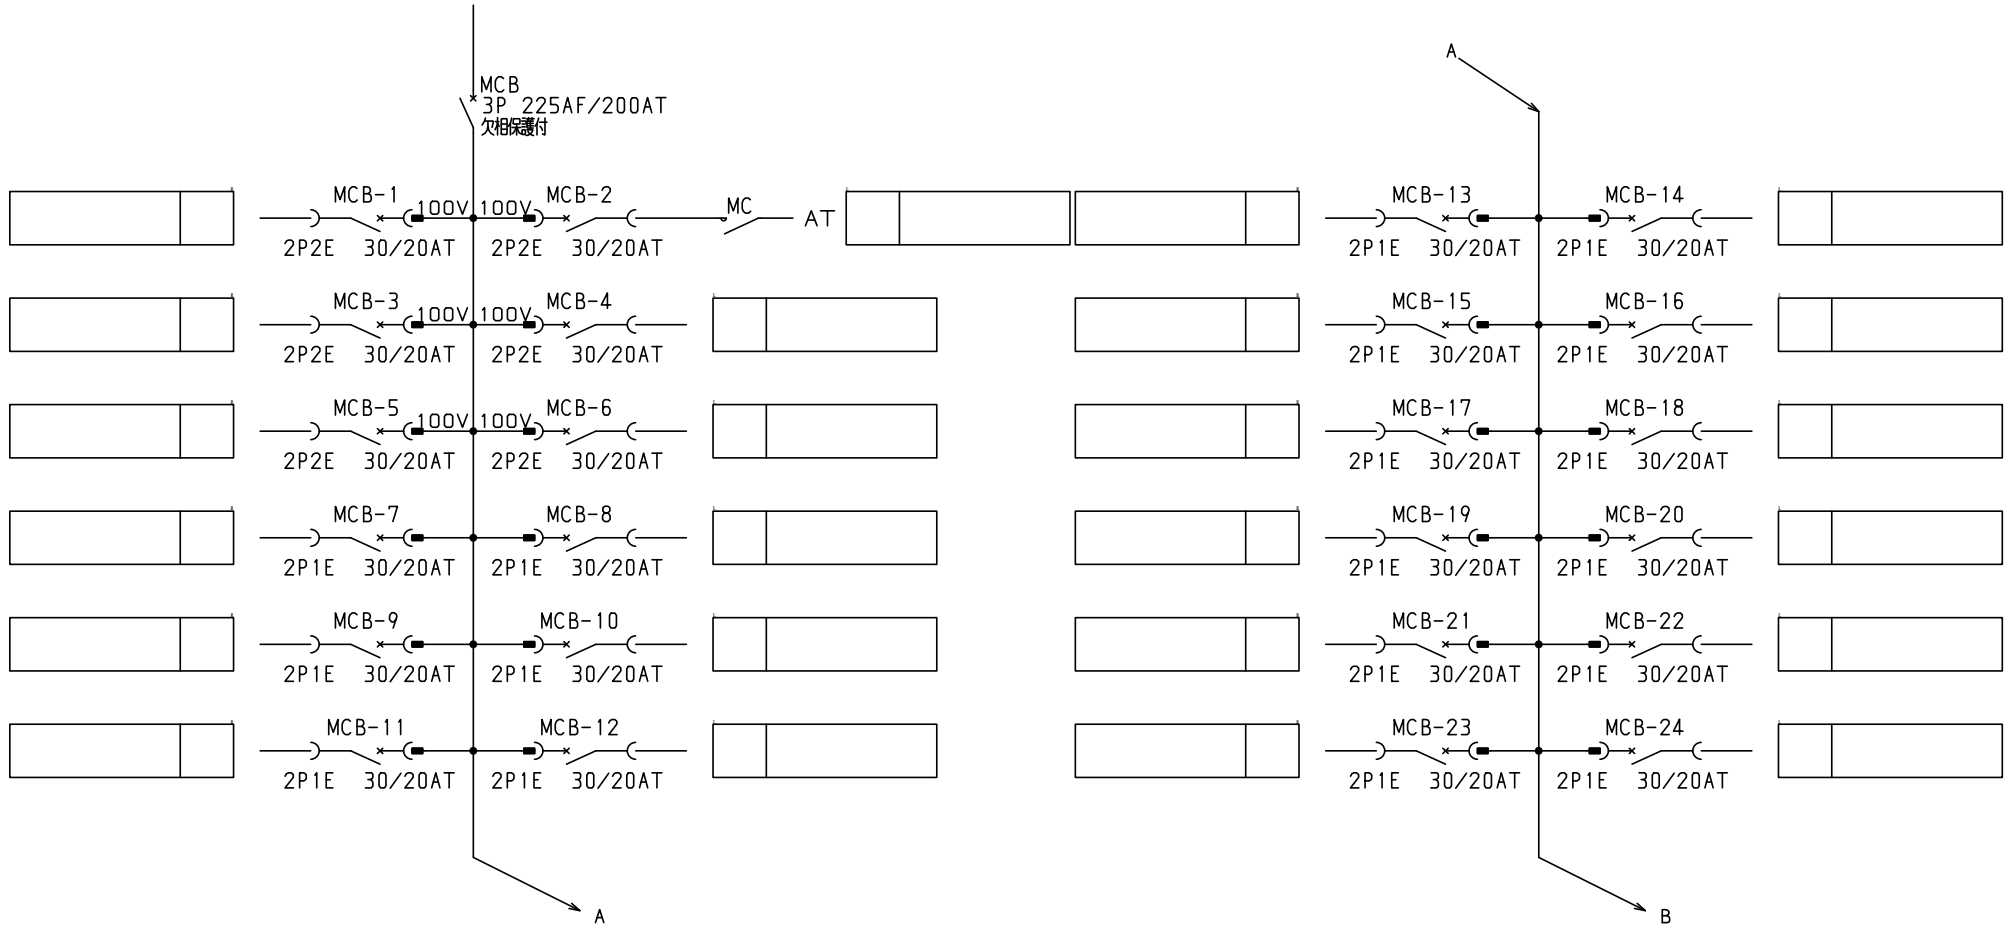 MCB
3P 225AF/200AT
欠相保護付
MCB-1 100V 100V MCB-2 MC AT
2P2E 30/20AT 2P2E 30/20AT
MCB-3 100V 100V MCB-4
2P2E 30/20AT 2P2E 30/20AT
MCB-5 100V 100V MCB-6
2P2E 30/20AT 2P2E 30/20AT
MCB-7 MCB-8
2P1E 30/20AT 2P1E 30/20AT
MCB-9 MCB-10
2P1E 30/20AT 2P1E 30/20AT
MCB-11 MCB-12
2P1E 30/20AT 2P1E 30/20AT
A
A
MCB-13 MCB-14
2P1E 30/20AT 2P1E 30/20AT
MCB-15 MCB-16
2P1E 30/20AT 2P1E 30/20AT
MCB-17 MCB-18
2P1E 30/20AT 2P1E 30/20AT
MCB-19 MCB-20
2P1E 30/20AT 2P1E 30/20AT
MCB-21 MCB-22
2P1E 30/20AT 2P1E 30/20AT
MCB-23 MCB-24
2P1E 30/20AT 2P1E 30/20AT
B